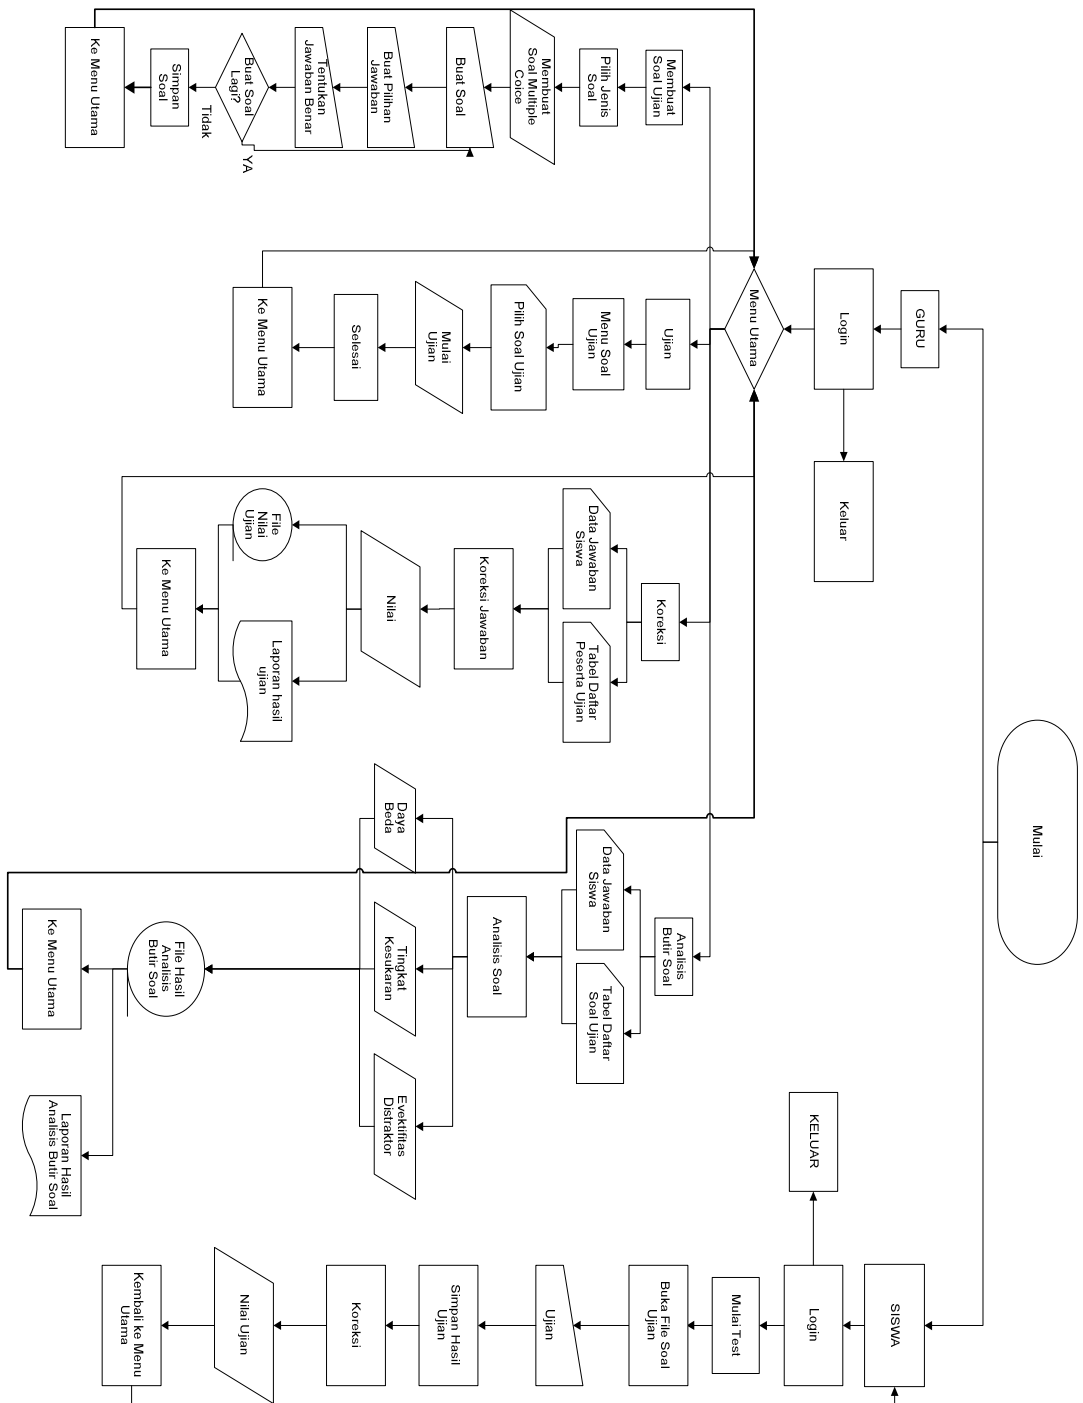 Mulai
GURU
Login
Keluar
Menu Utama
Membuat
Soal Ujian
Pilih Jenis
Soal
Membuat
Soal Multiple
Coice
Buat Soal
Buat Pilihan
Jawaban
Tentukan
Jawaban Benar
Buat Soal
Lagi?
YA
Tidak
Simpan
Soal
Ke Menu Utama
Ujian
Menu Soal
Ujian
Pilih Soal Ujian
Mulai
Ujian
Selesai
Ke Menu Utama
Koreksi
Data Jawaban
Siswa
Tabel Daftar
Peserta Ujian
Koreksi Jawaban
Nilai
File
Nilai
Ujian
Laporan hasil
ujian
Ke Menu Utama
Analisis
Butir Soal
Data Jawaban
Siswa
Tabel Daftar
Soal Ujian
Analisis Soal
Daya
Beda
Tingkat
Kesukaran
Evektifitas
Distraktor
File Hasil
Analisis
Butir Soal
Ke Menu Utama
Laporan Hasil
Analisis Butir Soal
SISWA
Login
KELUAR
Mulai Test
Buka File Soal
Ujian
Ujian
Simpan Hasil
Ujian
Koreksi
Nilai Ujian
Kembali ke Menu
Utama